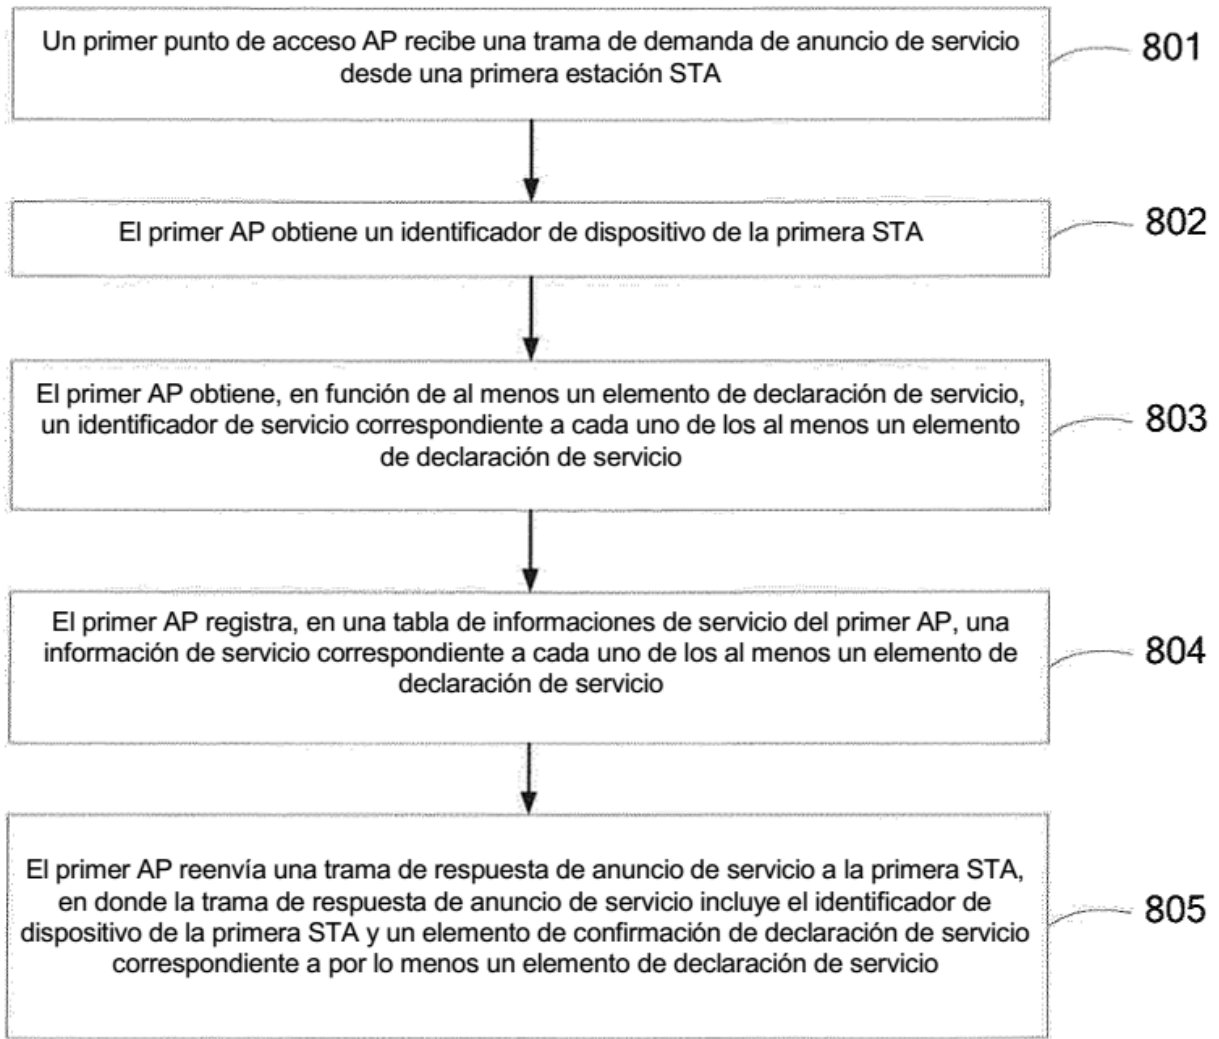 Un primer punto de acceso AP recibe una trama de demanda de anuncio de servicio
desde una primera estación STA
801
El primer AP obtiene un identificador de dispositivo de la primera STA
802
El primer AP obtiene, en función de al menos un elemento de declaración de servicio,
un identificador de servicio correspondiente a cada uno de los al menos un elemento
de declaración de servicio
803
El primer AP registra, en una tabla de informaciones de servicio del primer AP, una
información de servicio correspondiente a cada uno de los al menos un elemento de
declaración de servicio
804
El primer AP reenvía una trama de respuesta de anuncio de servicio a la primera STA,
en donde la trama de respuesta de anuncio de servicio incluye el identificador de
dispositivo de la primera STA y un elemento de confirmación de declaración de servicio
correspondiente a por lo menos un elemento de declaración de servicio
805